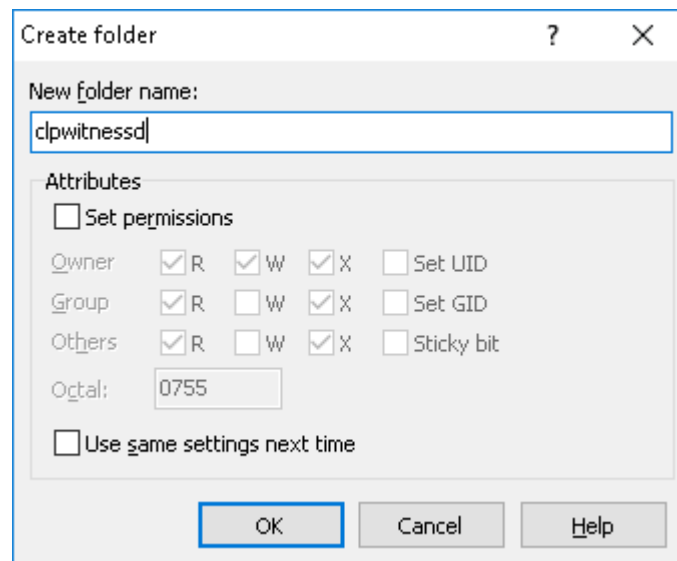 Create folder
New folder name:
clpwitnessd
Attributes
Set permissions
Owner R W X Set UID
Group R W X Set GID
Others R W X Sticky bit
Octal: 0755
Use same settings next time
OK Cancel Help